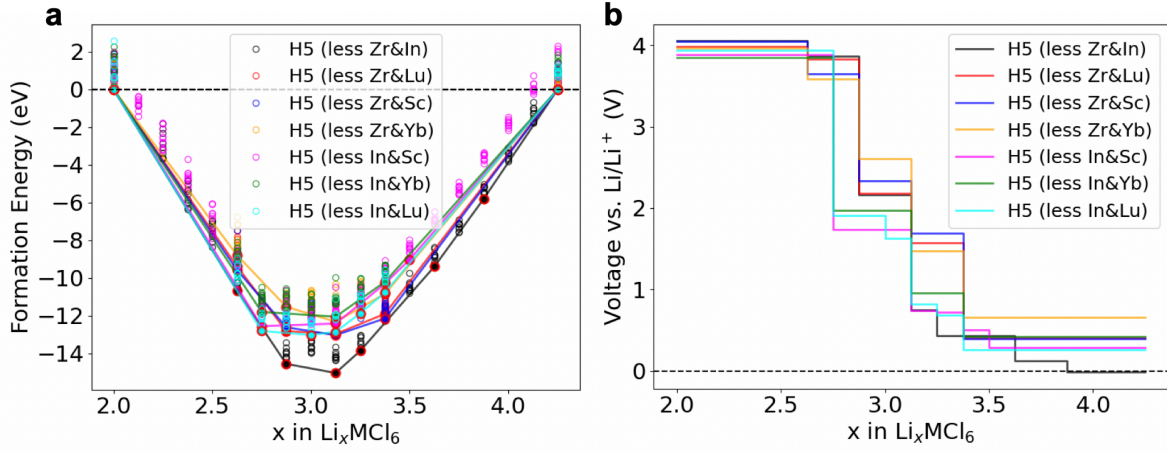 a
2
0
−2
−4
−6
−8
−10
−12
−14
Formation Energy (eV)
H5 (less Zr&In)
H5 (less Zr&Lu)
H5 (less Zr&Sc)
H5 (less Zr&Yb)
H5 (less In&Sc)
H5 (less In&Yb)
H5 (less In&Lu)
2.0 2.5 3.0 3.5 4.0
x in LiₓMCl₆
b
4
3
2
1
0
Voltage vs. Li/Li⁺ (V)
H5 (less Zr&In)
H5 (less Zr&Lu)
H5 (less Zr&Sc)
H5 (less Zr&Yb)
H5 (less In&Sc)
H5 (less In&Yb)
H5 (less In&Lu)
2.0 2.5 3.0 3.5 4.0
x in LiₓMCl₆